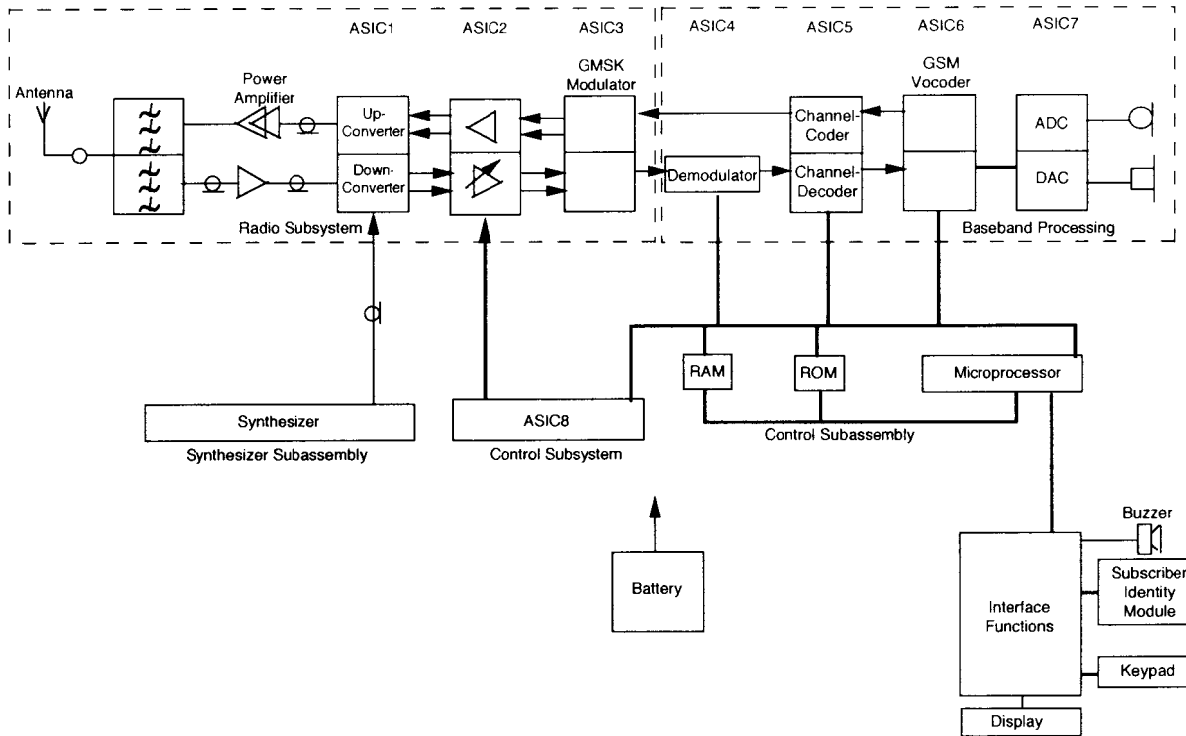 ASIC1
ASIC2
ASIC3
ASIC4
ASIC5
ASIC6
ASIC7
GMSK
Modulator
GSM
Vocoder
Antenna
Power
Amplifier
Up-
Converter
Channel-
Coder
ADC
Down-
Converter
Demodulator
Channel-
Decoder
DAC
Radio Subsystem
Baseband Processing
RAM
ROM
Microprocessor
Synthesizer
ASIC8
Control Subassembly
Synthesizer Subassembly
Control Subsystem
Buzzer
Battery
Subscriber
Identity
Module
Interface
Functions
Keypad
Display